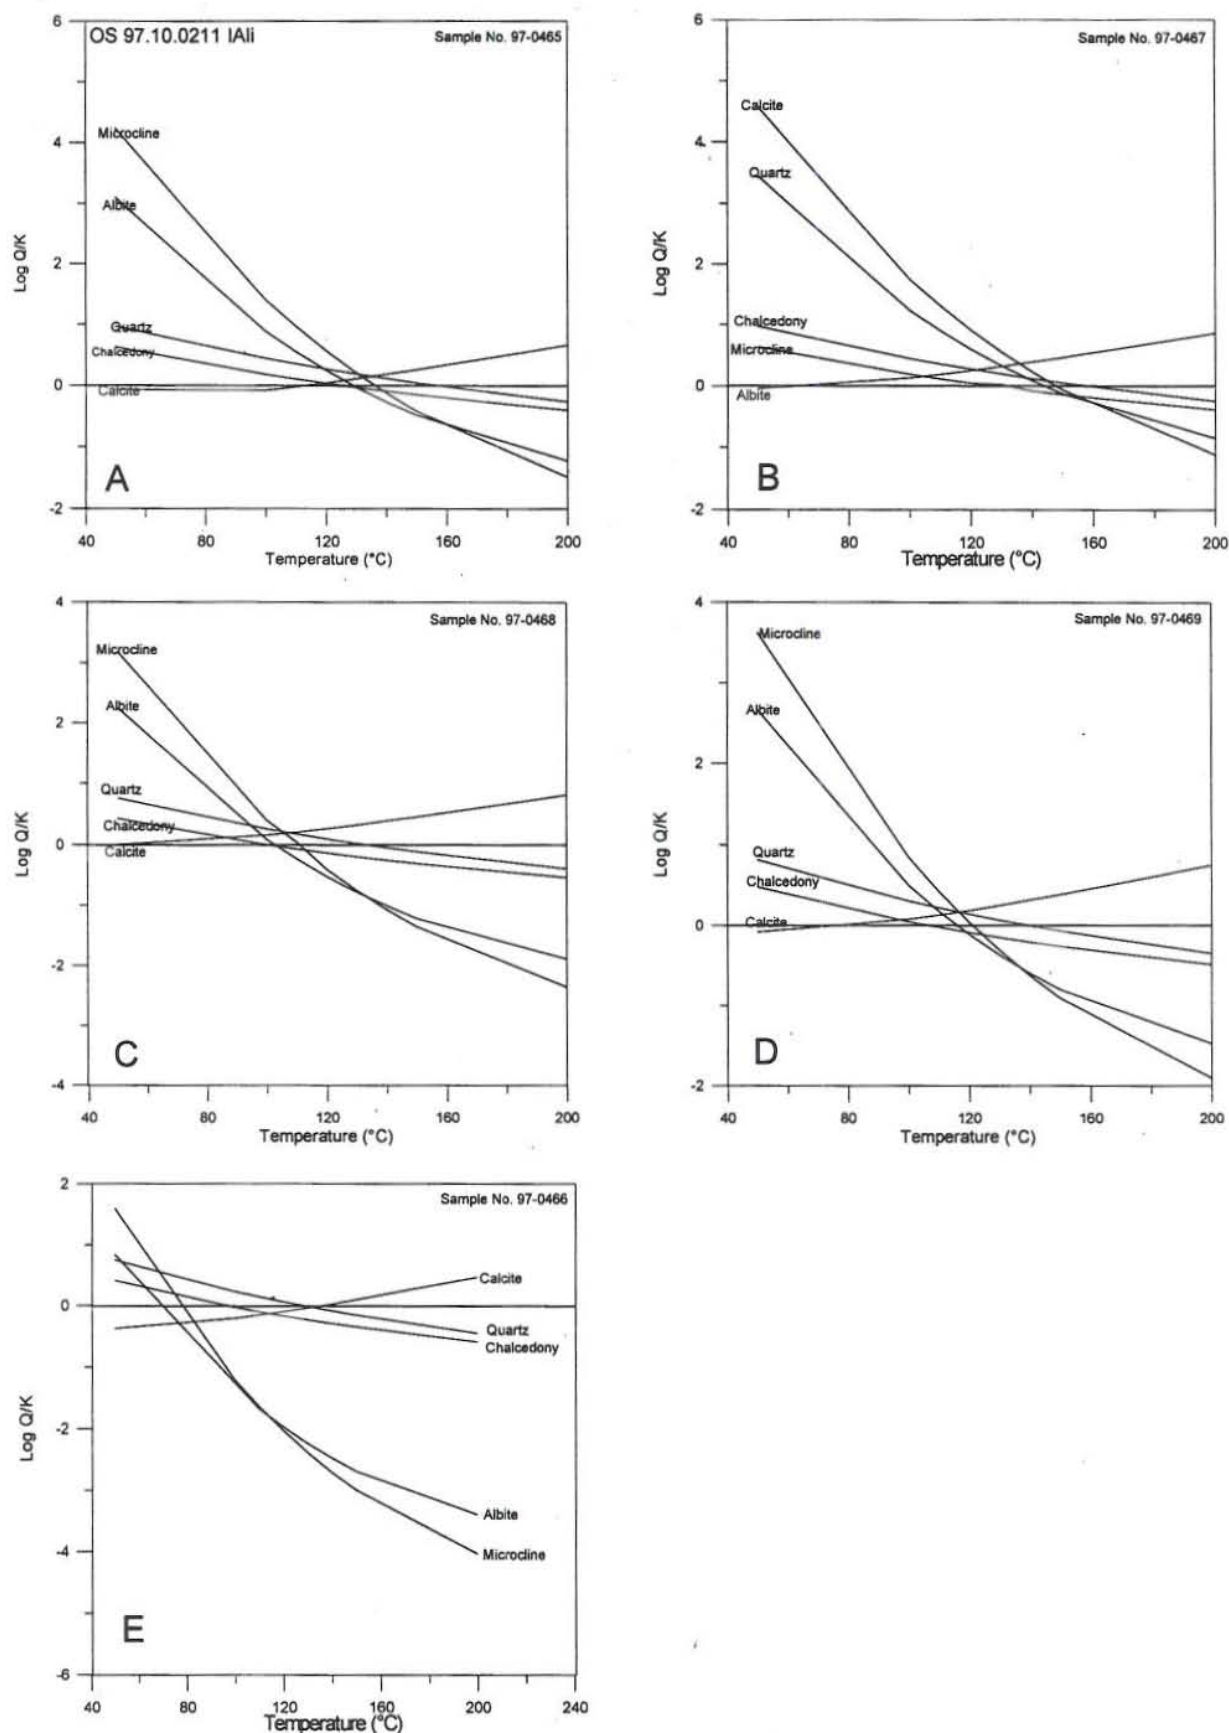 OS 97.10.0211 IAli
Sample No. 97-0465
6
4
2
0
-2
Log Q/K
Microcline
Albite
Quartz
Chalcedony
Calcite
A
40 80 120 160 200
Temperature (°C)
Sample No. 97-0467
6
4
2
0
-2
Log Q/K
Calcite
Quartz
Chalcedony
Microcline
Albite
B
40 80 120 160 200
Temperature (°C)
Sample No. 97-0468
4
2
0
-2
-4
Log Q/K
Microcline
Albite
Quartz
Chalcedony
Calcite
C
40 80 120 160 200
Temperature (°C)
Sample No. 97-0469
4
2
0
-2
Log Q/K
Microcline
Albite
Quartz
Chalcedony
Calcite
D
40 80 120 160 200
Temperature (°C)
Sample No. 97-0466
2
0
-2
-4
-6
Log Q/K
Calcite
Quartz
Chalcedony
Albite
Microcline
E
40 80 120 160 200 240
Temperature (°C)